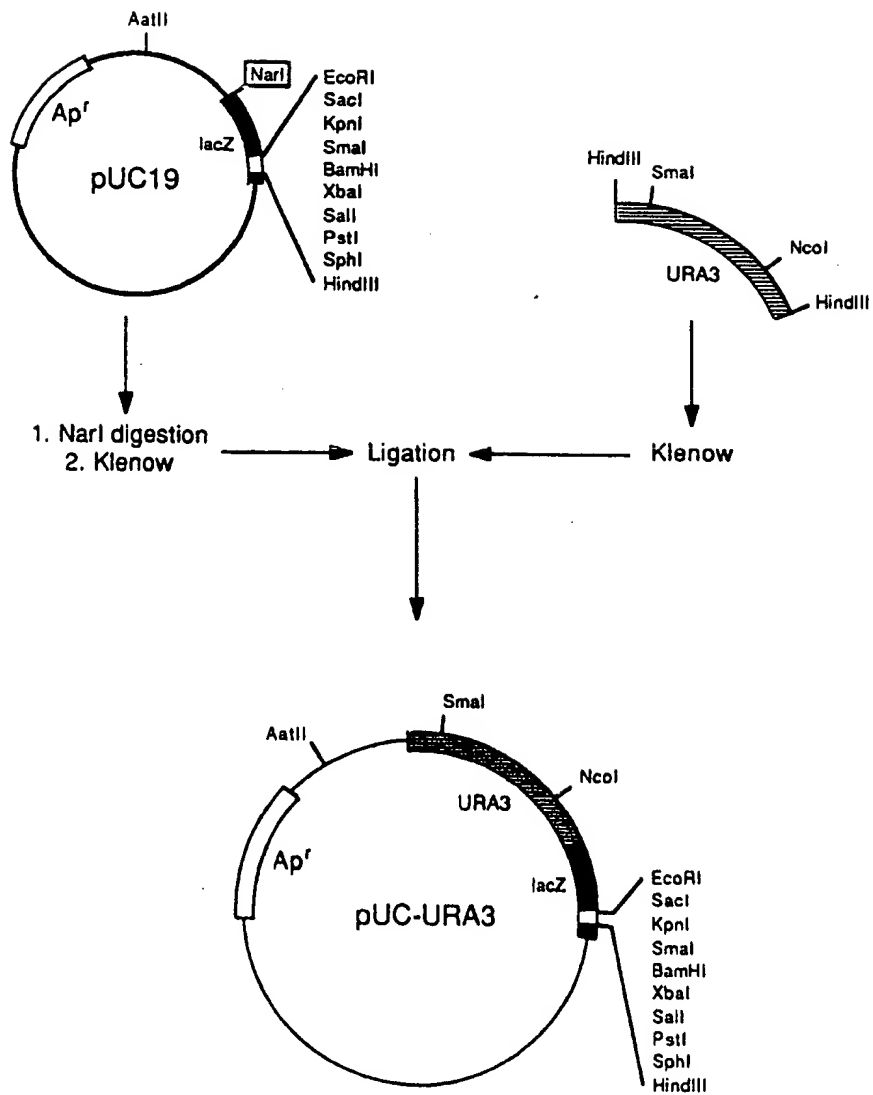 AatII
NarI
Apr
lacZ
pUC19
EcoRI
SacI
KpnI
SmaI
BamHI
XbaI
SalI
PstI
SphI
HindIII
HindIII
SmaI
NcoI
URA3
HindIII
1. NarI digestion
2. Klenow
Ligation
Klenow
SmaI
AatII
NcoI
URA3
Apr
lacZ
pUC-URA3
EcoRI
SacI
KpnI
SmaI
BamHI
XbaI
SalI
PstI
SphI
HindIII